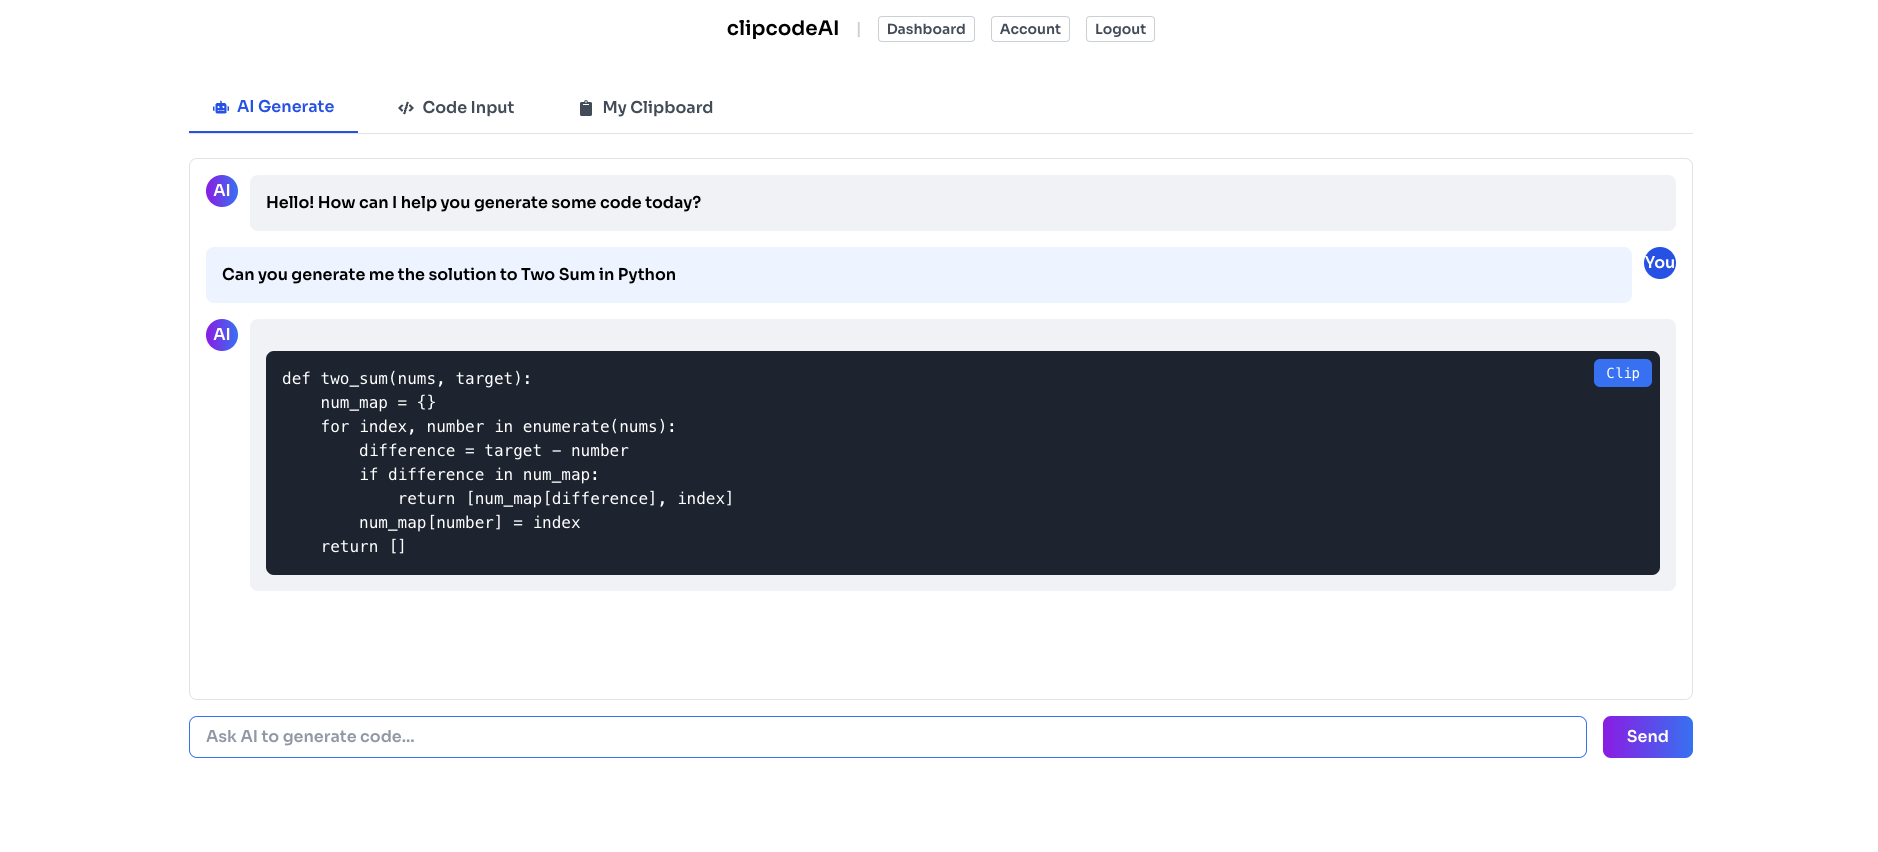 clipcodeAI | Dashboard Account Logout
AI Generate </> Code Input My Clipboard
AI Hello! How can I help you generate some code today?
Can you generate me the solution to Two Sum in Python You
AI
def two_sum(nums, target): Clip
    num_map = {}
    for index, number in enumerate(nums):
        difference = target - number
        if difference in num_map:
            return [num_map[difference], index]
        num_map[number] = index
    return []
Ask AI to generate code... Send